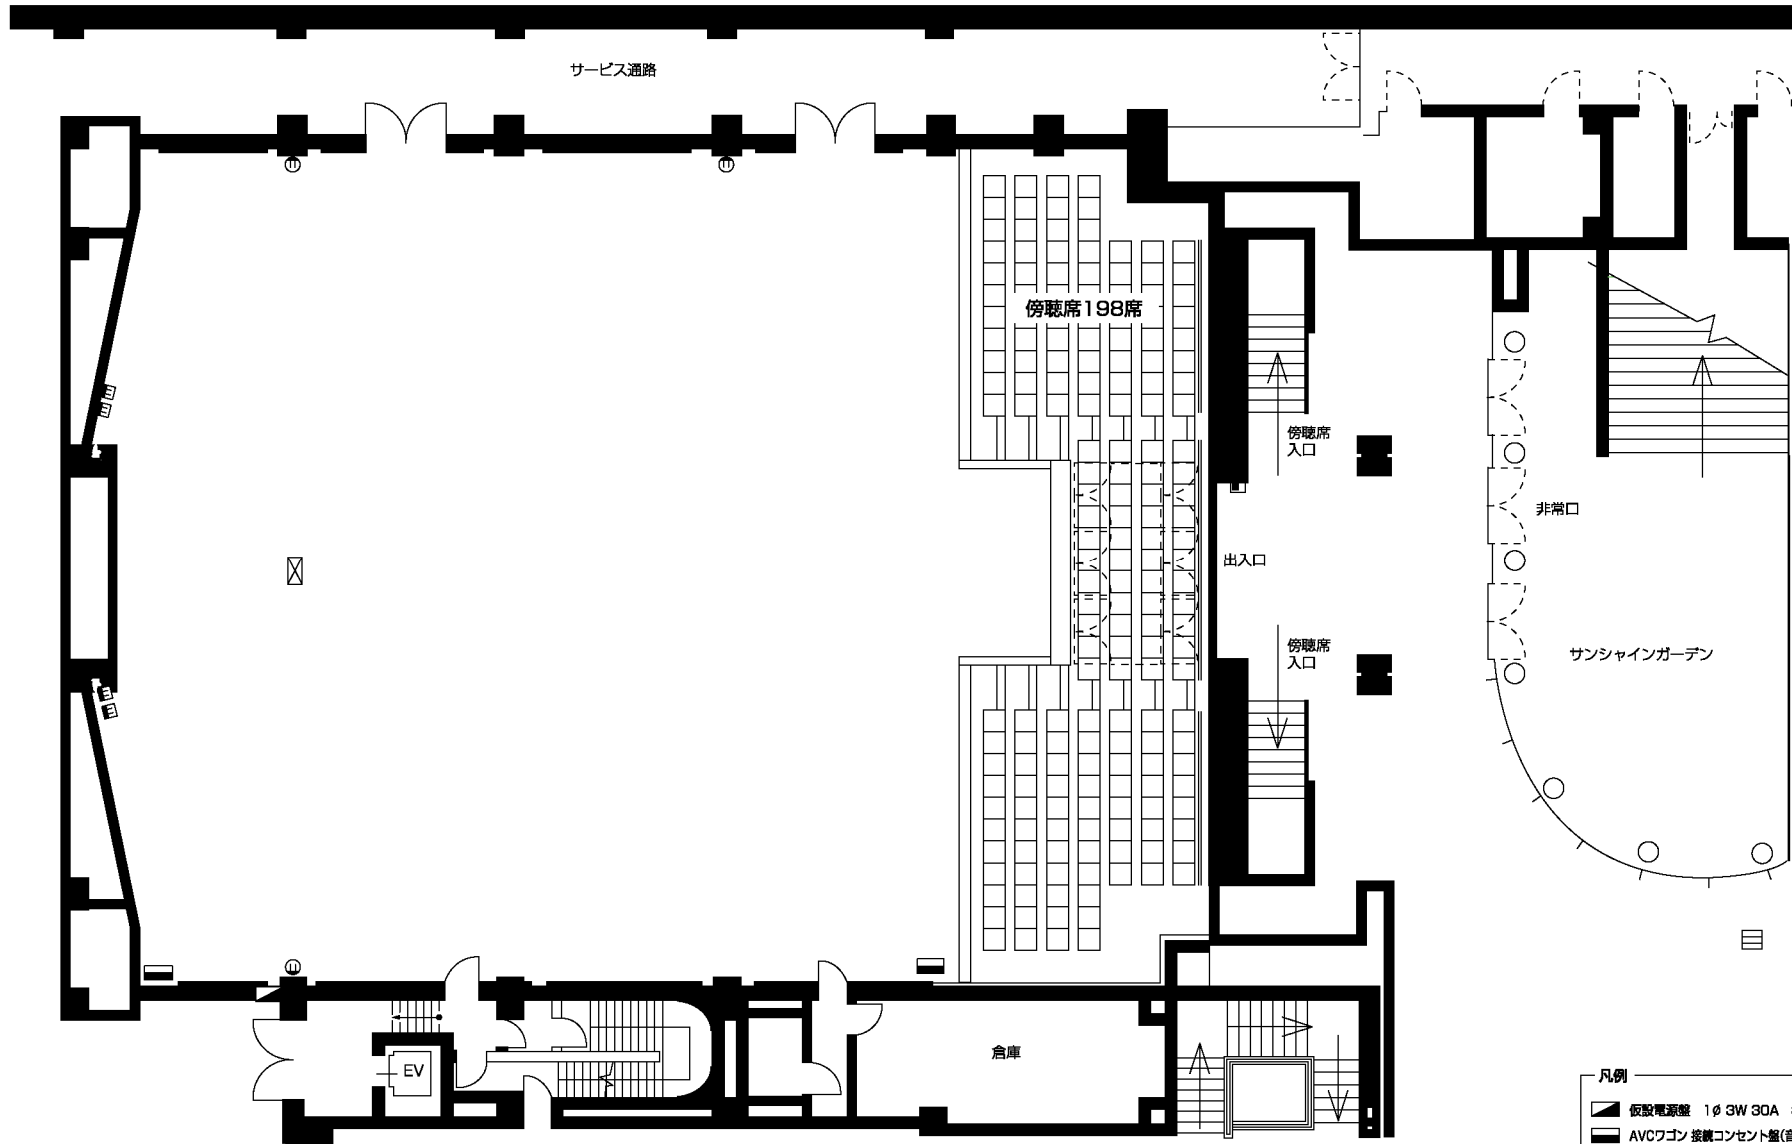 サービス通路
傍聴席198席
傍聴席
入口
非常口
出入口
傍聴席
入口
サンシャインガーデン
倉庫
EV
凡例
仮設電源盤 1φ 3W 30A
AVCワゴン 接続コンセント盤(音